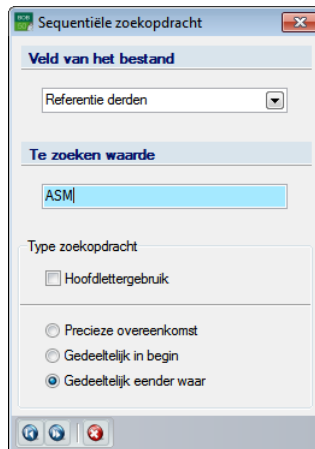 Sequentiële zoekopdracht
Veld van het bestand
Referentie derden
Te zoeken waarde
ASM
Type zoekopdracht
Hoofdlettergebruik
Precieze overeenkomst
Gedeeltelijk in begin
Gedeeltelijk eender waar